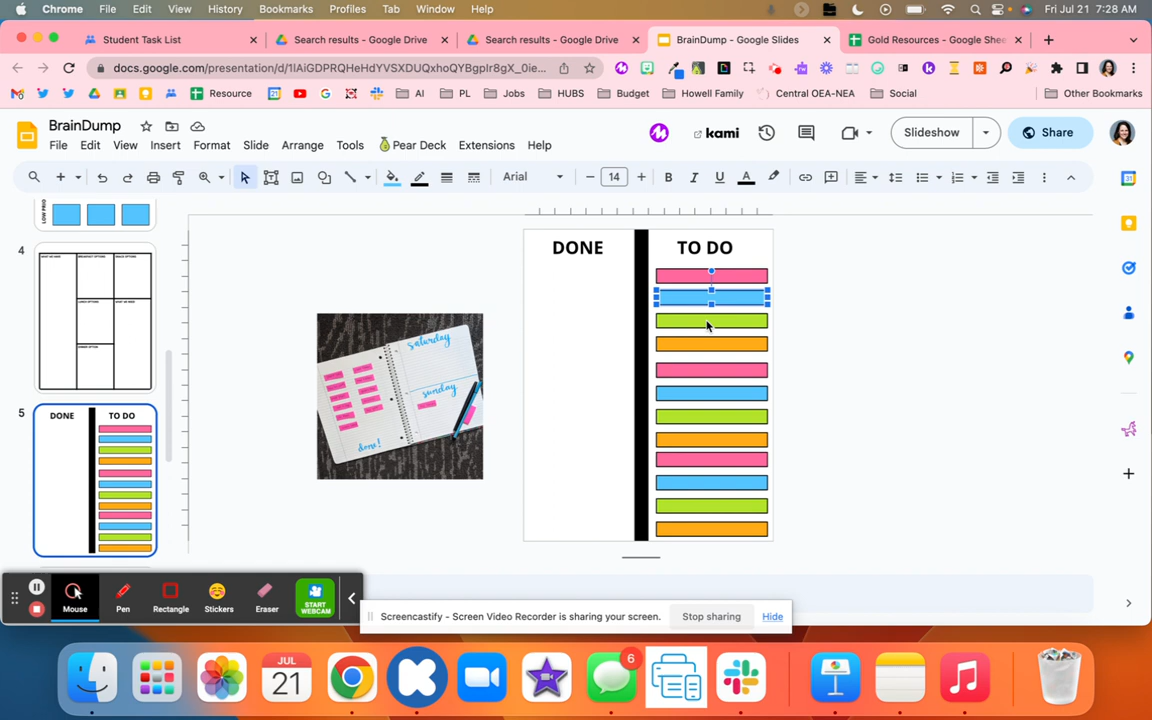 Chrome File Edit View History Bookmarks Profiles Tab Window Help Fri Jul 21 7:28 AM
Student Task List Search results - Google Drive Search results - Google Drive BrainDump - Google Slides Gold Resources - Google Shee
docs.google.com/presentation/d/1lAiGDPRQHeHdYVSXDUQxhoQYBgpIr8gX_0ie...
Resource 21 AI PL Jobs HUBS Budget Howell Family Central OEA-NEA Social Other Bookmarks
BrainDump
File Edit View Insert Format Slide Arrange Tools Pear Deck Extensions Help
kami Slideshow Share
Arial 14 B I U A
LOW PRIO
4
5
DONE TO DO
DONE TO DO
saturday
sunday
done!
Mouse Pen Rectangle Stickers Eraser START WEBCAM
Screencastify - Screen Video Recorder is sharing your screen. Stop sharing Hide
JUL
21
6